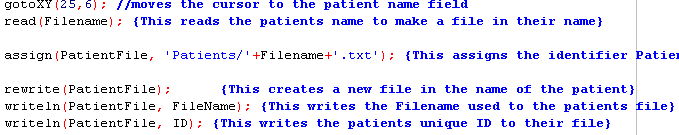 gotoXY(25,6); //moves the cursor to the patient name field
read(Filename); {This reads the patients name to make a file in their name}
assign(PatientFile, 'Patients/'+Filename+'.txt'); {This assigns the identifier Patien
rewrite(PatientFile); {This creates a new file in the name of the patient}
writeln(PatientFile, FileName); {This writes the Filename used to the patients file}
writeln(PatientFile, ID); {This writes the patients unique ID to their file}